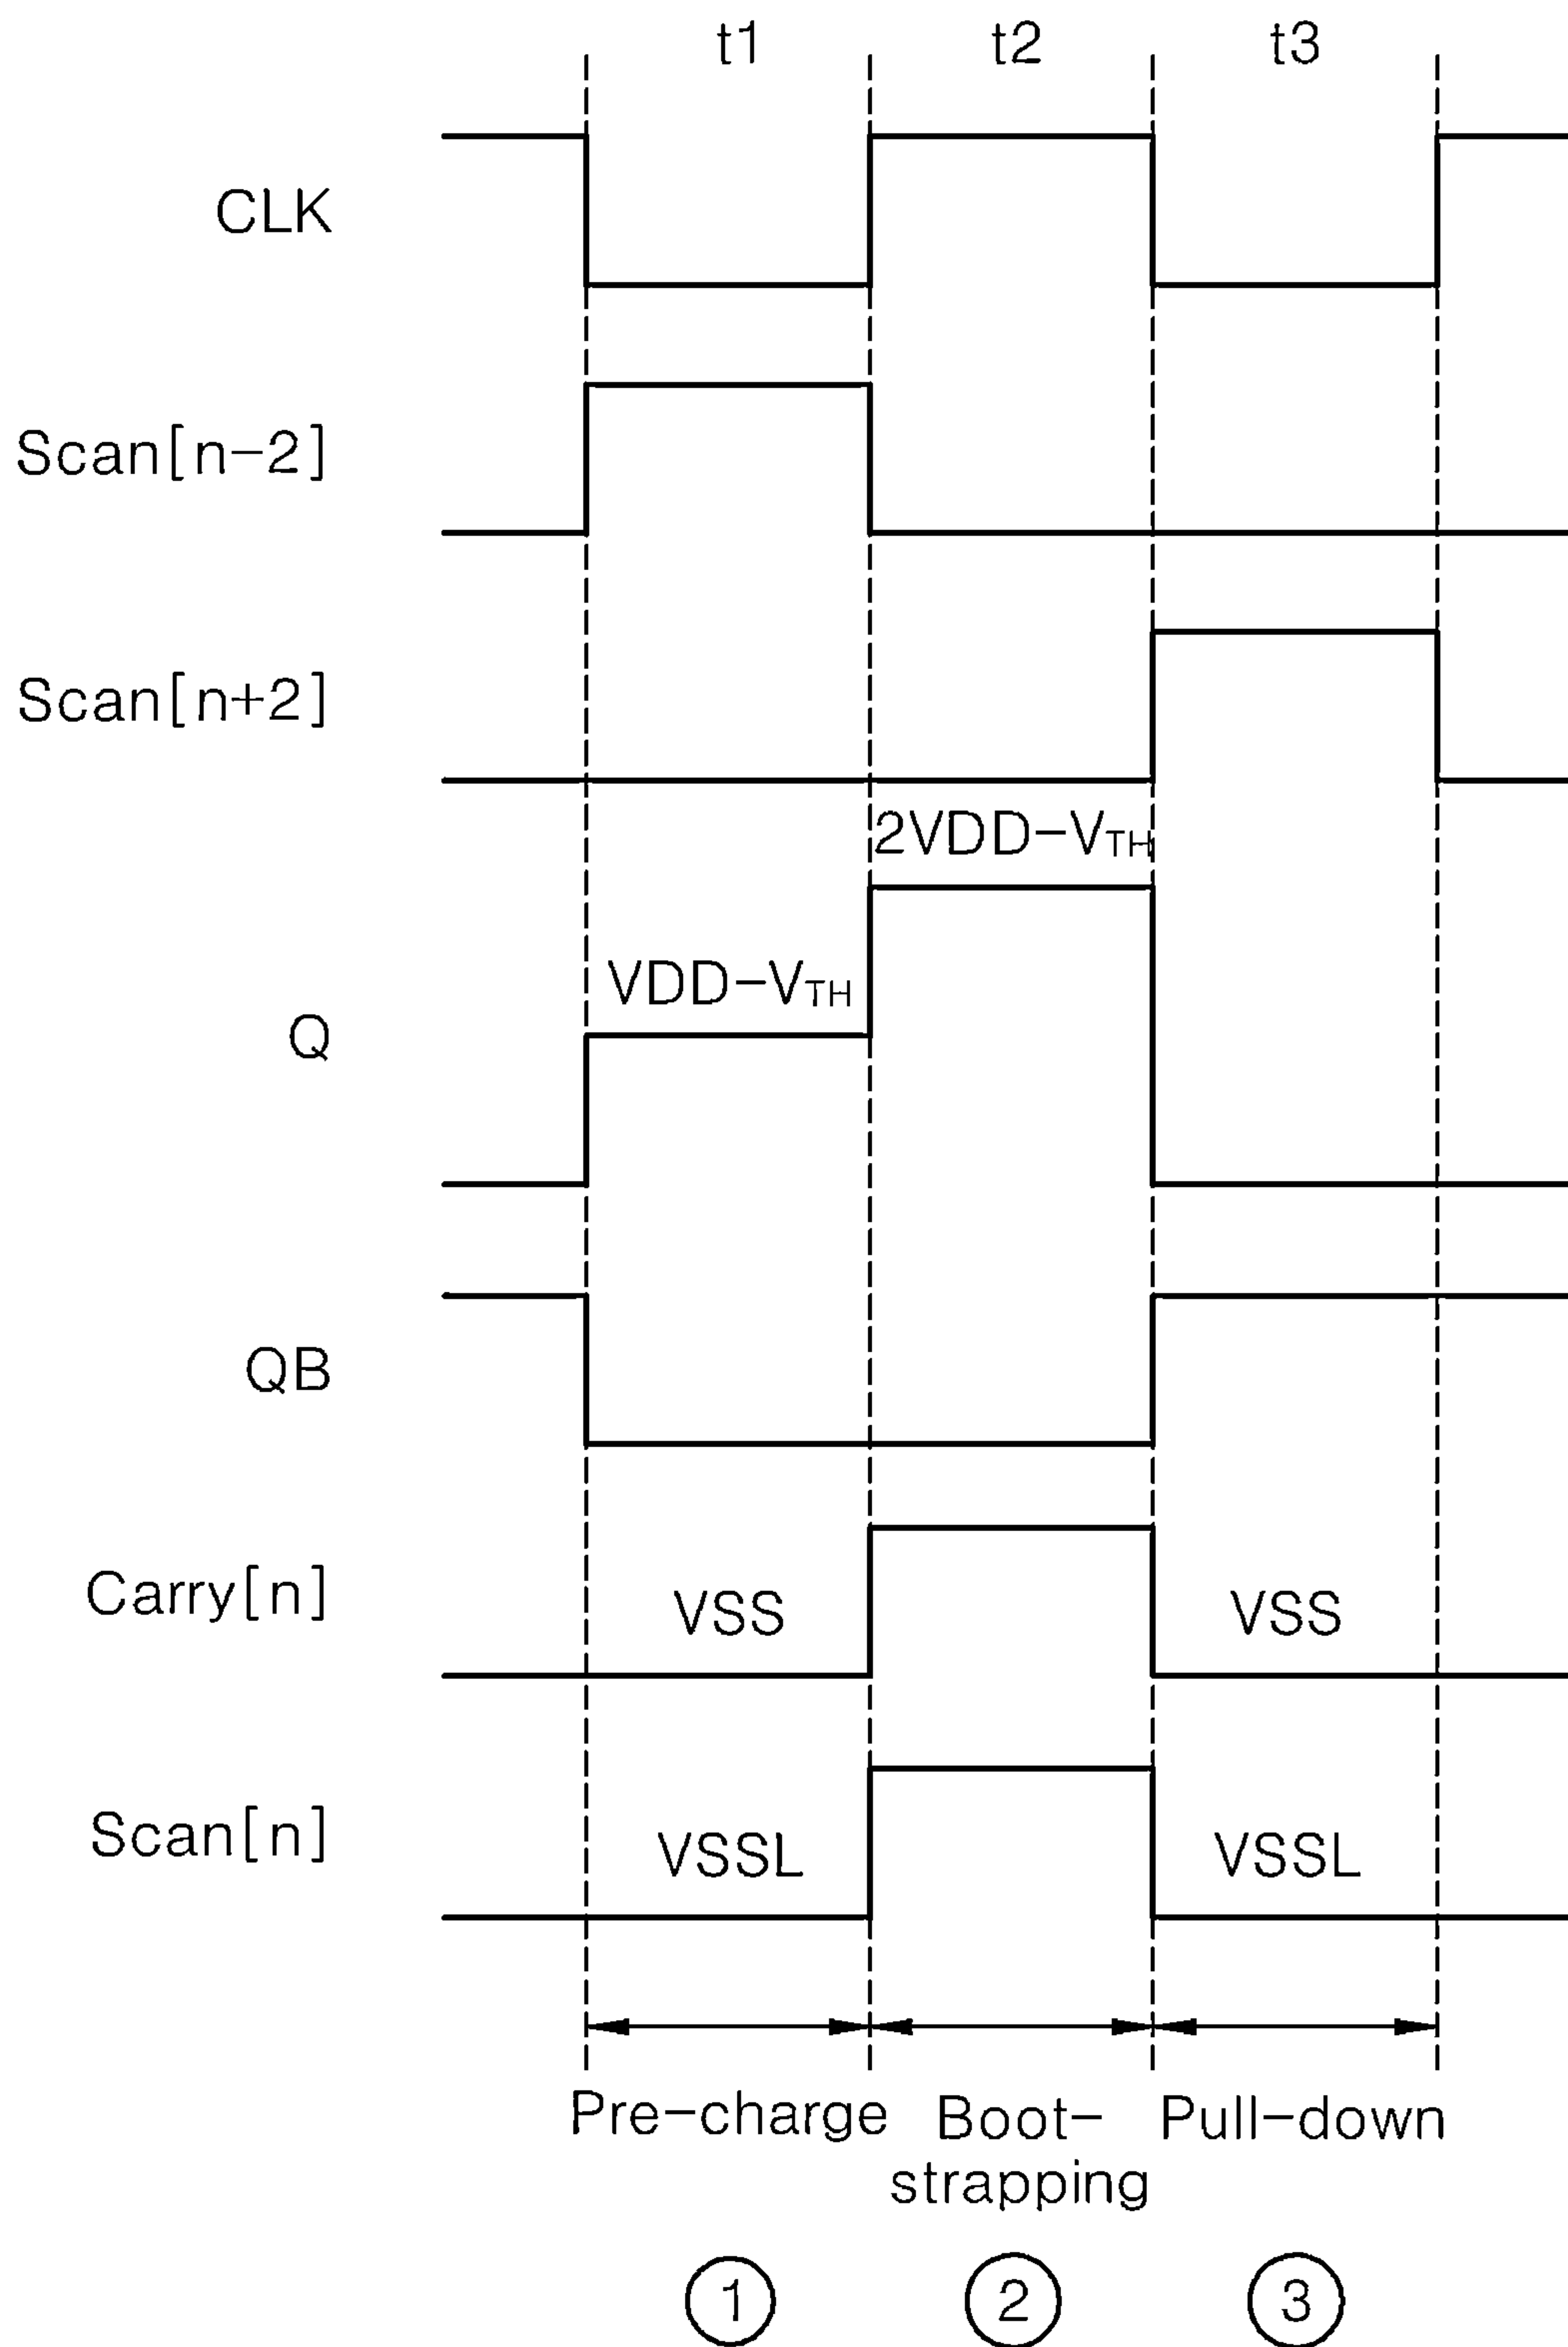 t1 t2 t3
CLK
Scan[n-2]
Scan[n+2]
2VDD-VTH
VDD-VTH
Q
QB
Carry[n] VSS VSS
Scan[n] VSSL VSSL
Pre-charge Boot- Pull-down
strapping
① ② ③